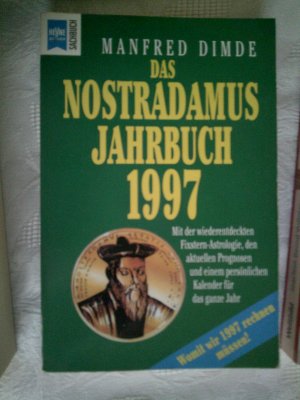 HEYNE
SACHBUCH
MANFRED DIMDE
DAS
NOSTRADAMUS
JAHRBUCH
1997
Mit der wiederentdeckten
Fixstern-Astrologie, den
aktuellen Prognosen
und einem persönlichen
Kalender für
das ganze Jahr
Womit wir 1997 rechnen
müssen!